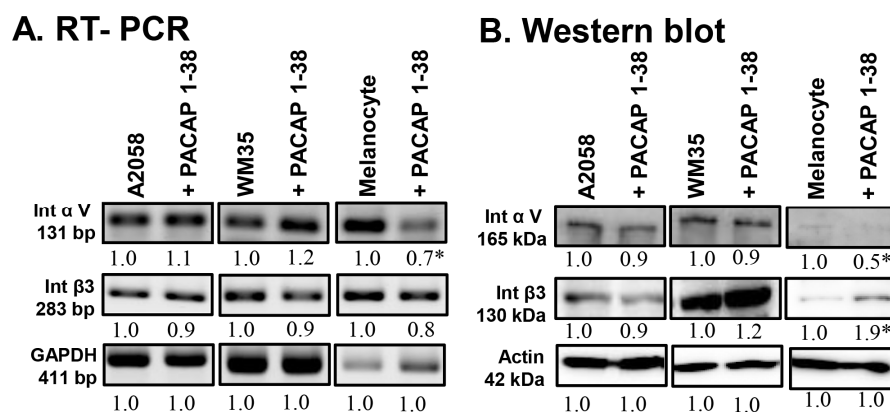 A. RT- PCR
A2058
+ PACAP 1-38
WM35
+ PACAP 1-38
Melanocyte
+ PACAP 1-38
Int α V
131 bp
1.0 1.1 1.0 1.2 1.0 0.7*
Int β3
283 bp
1.0 0.9 1.0 0.9 1.0 0.8
GAPDH
411 bp
1.0 1.0 1.0 1.0 1.0 1.0
B. Western blot
A2058
+ PACAP 1-38
WM35
+ PACAP 1-38
Melanocyte
+ PACAP 1-38
Int α V
165 kDa
1.0 0.9 1.0 0.9 1.0 0.5*
Int β3
130 kDa
1.0 0.9 1.0 1.2 1.0 1.9*
Actin
42 kDa
1.0 1.0 1.0 1.0 1.0 1.0